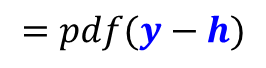 = pdf(y − h)